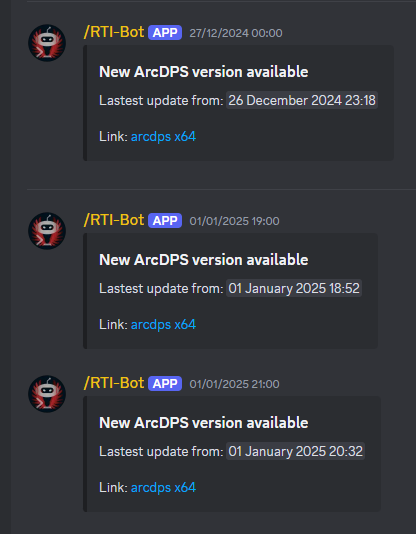 /RTI-Bot APP 27/12/2024 00:00
New ArcDPS version available
Lastest update from: 26 December 2024 23:18
Link: arcdps x64
/RTI-Bot APP 01/01/2025 19:00
New ArcDPS version available
Lastest update from: 01 January 2025 18:52
Link: arcdps x64
/RTI-Bot APP 01/01/2025 21:00
New ArcDPS version available
Lastest update from: 01 January 2025 20:32
Link: arcdps x64